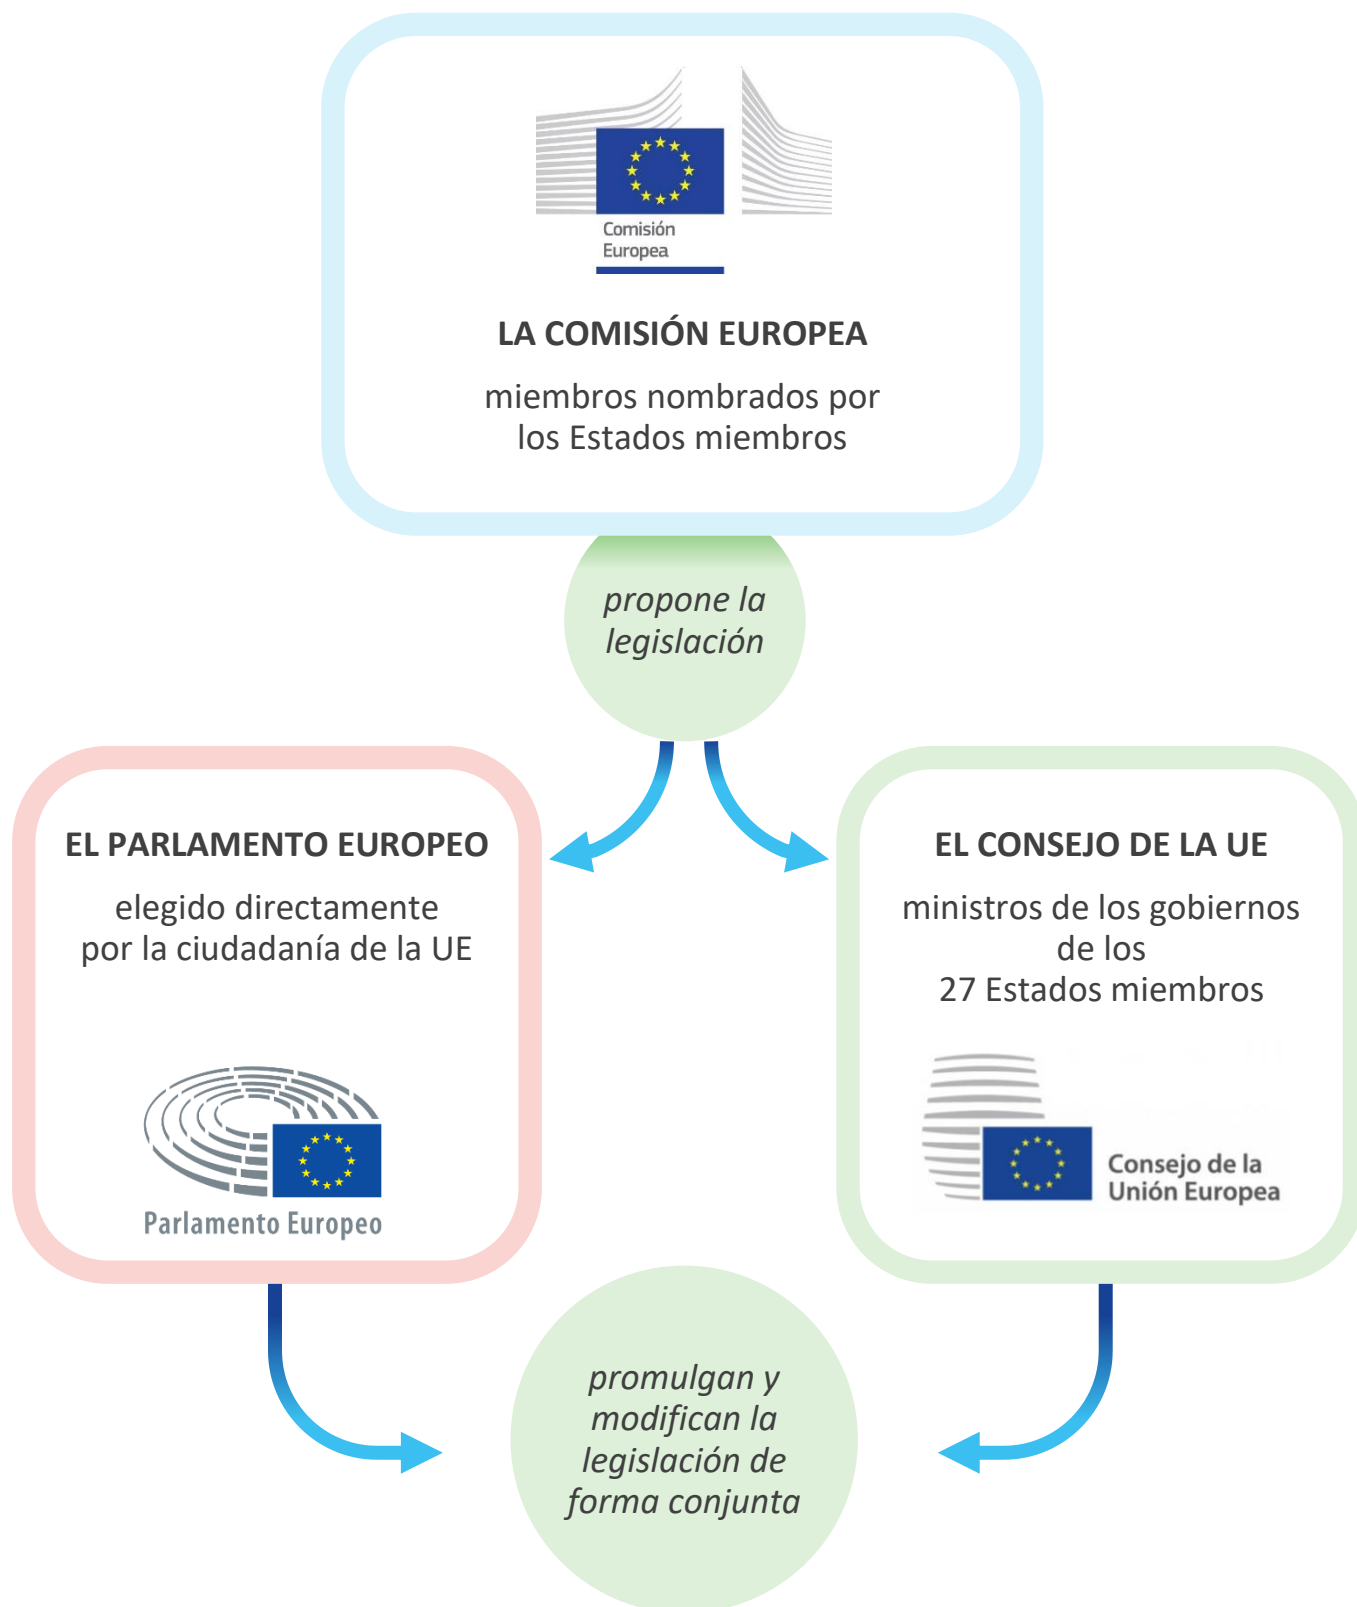 Comisión
Europea
LA COMISIÓN EUROPEA
miembros nombrados por
los Estados miembros
propone la
legislación
EL PARLAMENTO EUROPEO
elegido directamente
por la ciudadanía de la UE
Parlamento Europeo
EL CONSEJO DE LA UE
ministros de los gobiernos
de los
27 Estados miembros
Consejo de la
Unión Europea
promulgan y
modifican la
legislación de
forma conjunta